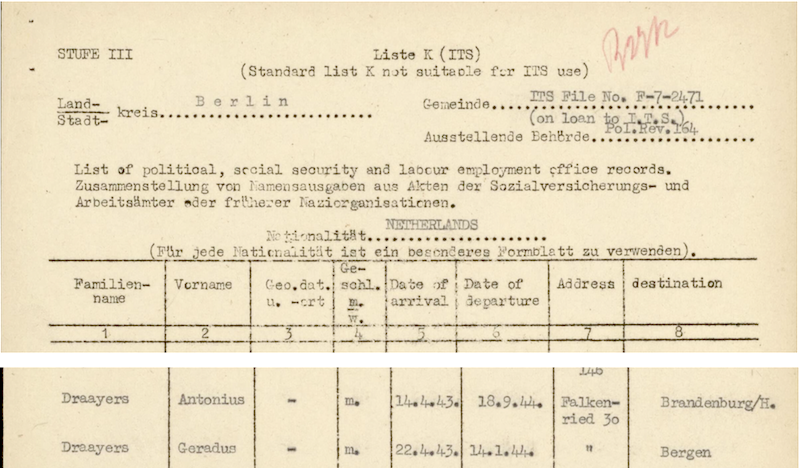 STUFE III
Liste K (ITS)
(Standard list K not suitable for ITS use)
Land-
Stadt- kreis....Berlin....
Gemeinde....ITS File No. F-7-2471
(on loan to I.T.S.)
Ausstellende Behörde. Pol.Rev.164
List of political, social security and labour employment office records.
Zusammenstellung von Namensausgaben aus Akten der Sozialversicherungs- und
Arbeitsämter oder früherer Naziorganisationen.
NETHERLANDS
Nationalität..........................
(Für jede Nationalität ist ein besonderes Formblatt zu verwenden).
Familien-name Vorname Geo.dat. u. -ort Ge-schl. m. w. Date of arrival Date of departure Address destination
1 2 3 4 5 6 7 8
146
Draayers Antonius - m. 14.4.43. 18.9.44. Falken-ried 30 Brandenburg/H.
Draayers Geradus - m. 22.4.43. 14.1.44. " Bergen